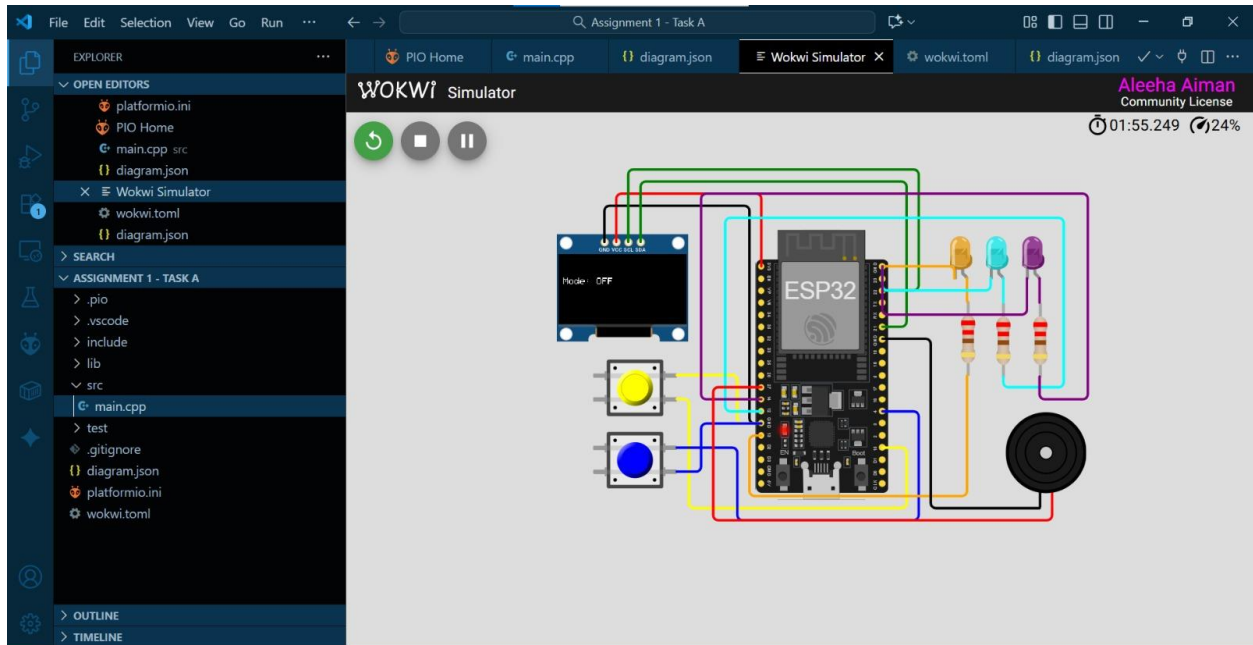 File Edit Selection View Go Run ··· Assignment 1 - Task A
EXPLORER ···
PIO Home main.cpp diagram.json Wokwi Simulator wokwi.toml diagram.json ···
OPEN EDITORS
platformio.ini
PIO Home
main.cpp src
diagram.json
Wokwi Simulator
wokwi.toml
diagram.json
SEARCH
ASSIGNMENT 1 - TASK A
.pio
.vscode
include
lib
src
main.cpp
test
.gitignore
diagram.json
platformio.ini
wokwi.toml
OUTLINE
TIMELINE
1
WOKWI Simulator
Aleeha Aiman
Community License
01:55.249 24%
GND VCC SCL SDA
Mode: OFF
ESP32
EN Boot